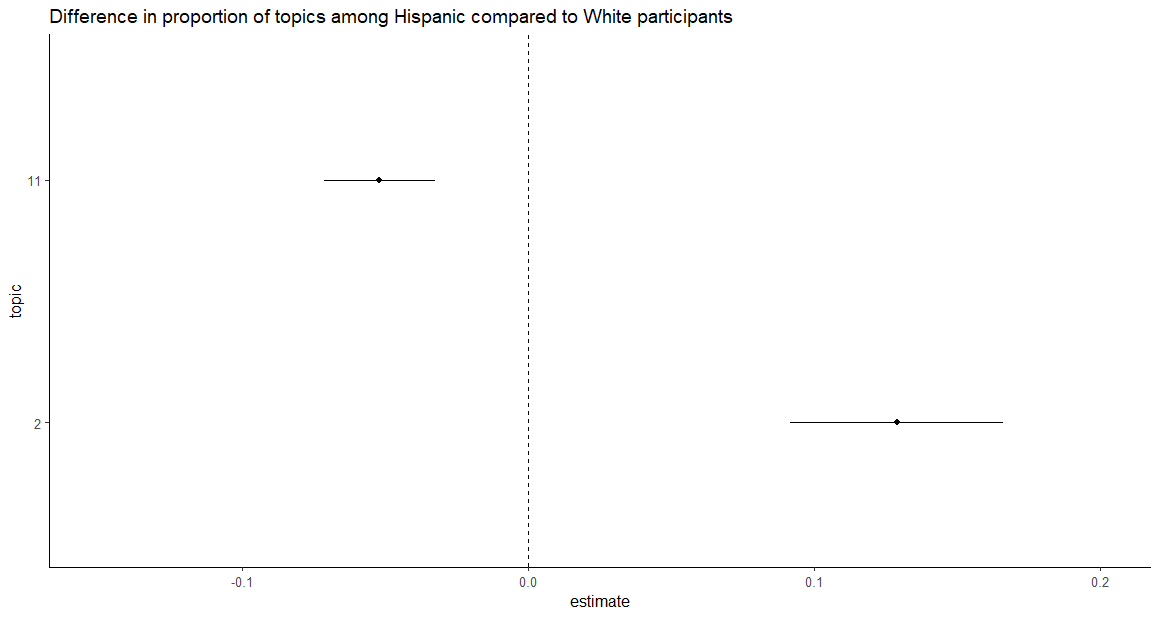 Difference in proportion of topics among Hispanic compared to White participants
11
topic
2
-0.1
0.0
0.1
0.2
estimate